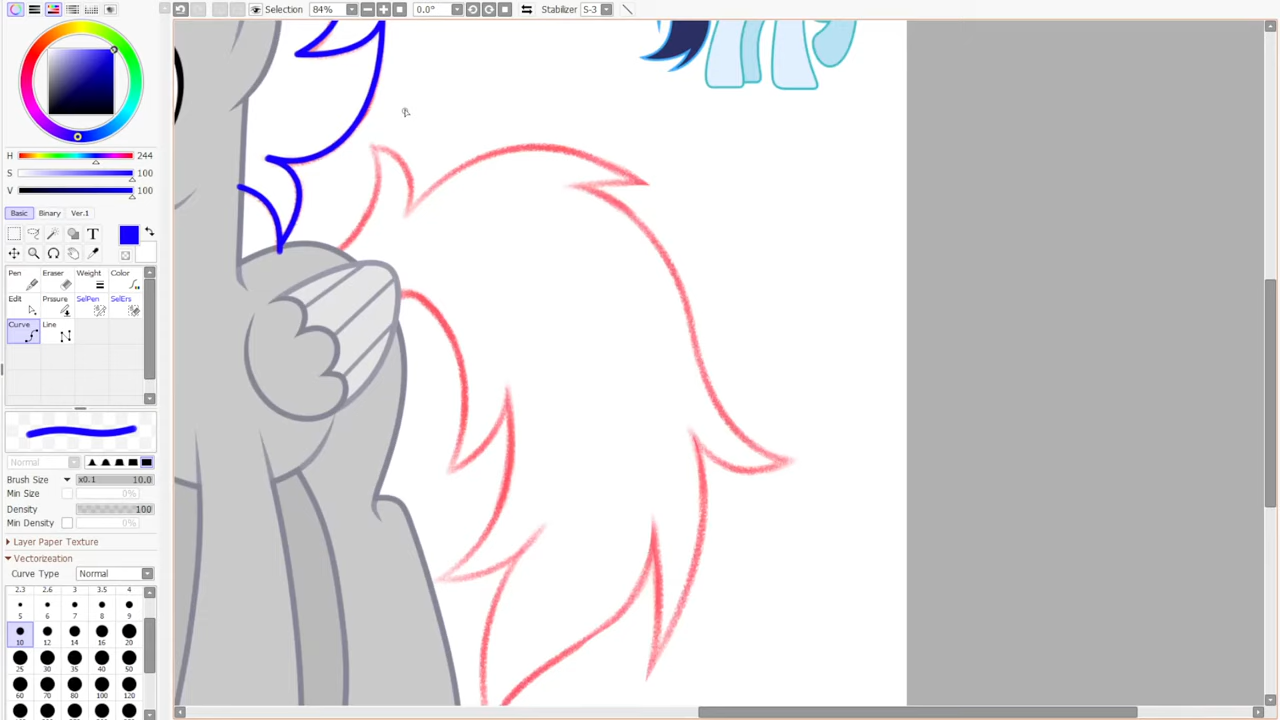 Selection 84% 0.0° Stabilizer S-3
H 244
S 100
V 100
Basic Binary Ver.1
T
Pen Eraser Weight Color
Edit Prssure SelPen SelErs
Curve Line
Normal
Brush Size x0.1 10.0
Min Size 0%
Density 100
Min Density 0%
Layer Paper Texture
Vectorizeation
Curve Type Normal
2.3 2.6 3 3.5 4
5 6 7 8 9
10 12 14 16 20
25 30 35 40 50
60 70 80 100 120